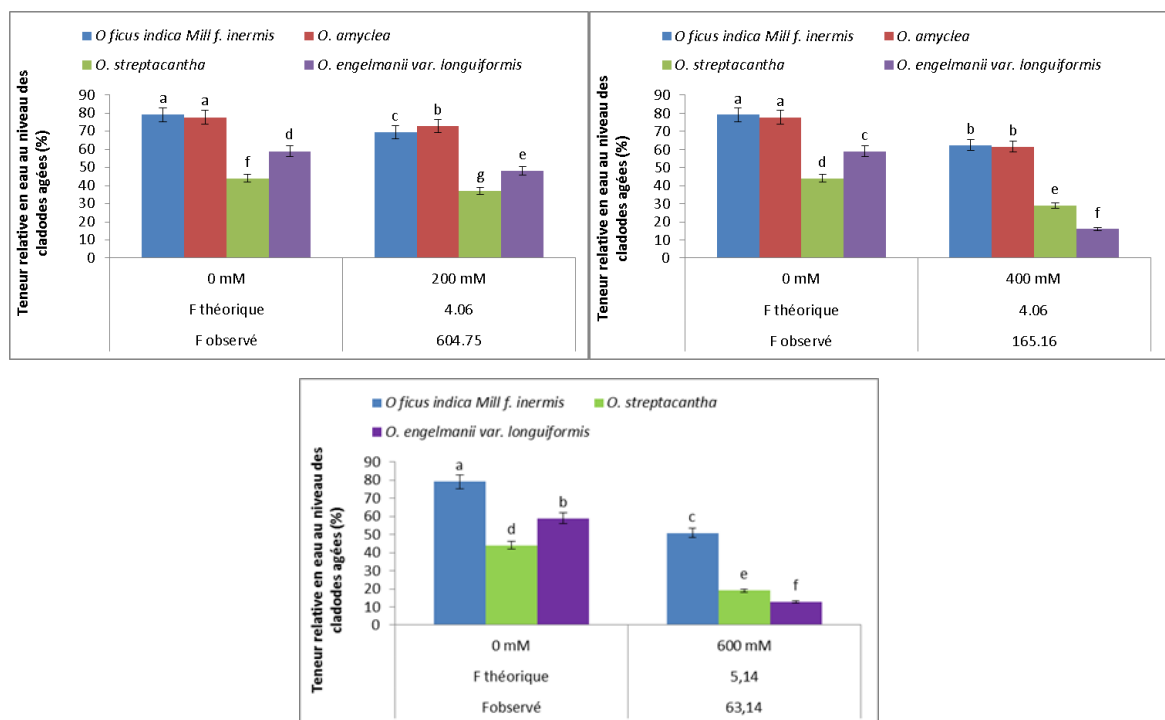 O ficus indica Mill f. inermis
O. amyclea
O. streptacantha
O. engelmanii var. longuiformis
Teneur relative en eau au niveau des
cladodes agées (%)
90
80
70
60
50
40
30
20
10
0
a
a
f
d
c
b
g
e
0 mM
200 mM
F théorique
4.06
F observé
604.75
O ficus indica Mill f. inermis
O. amyclea
O. streptacantha
O. engelmanii var. longuiformis
Teneur relative en eau au niveau des
cladodes agées (%)
90
80
70
60
50
40
30
20
10
0
a
a
d
c
b
b
e
f
0 mM
400 mM
F théorique
4.06
F observé
165.16
O ficus indica Mill f. inermis
O. streptacantha
O. engelmanii var. longuiformis
Teneur relative en eau au niveau des
cladodes agées (%)
90
80
70
60
50
40
30
20
10
0
a
d
b
c
e
f
0 mM
600 mM
F théorique
5,14
Fobservé
63,14